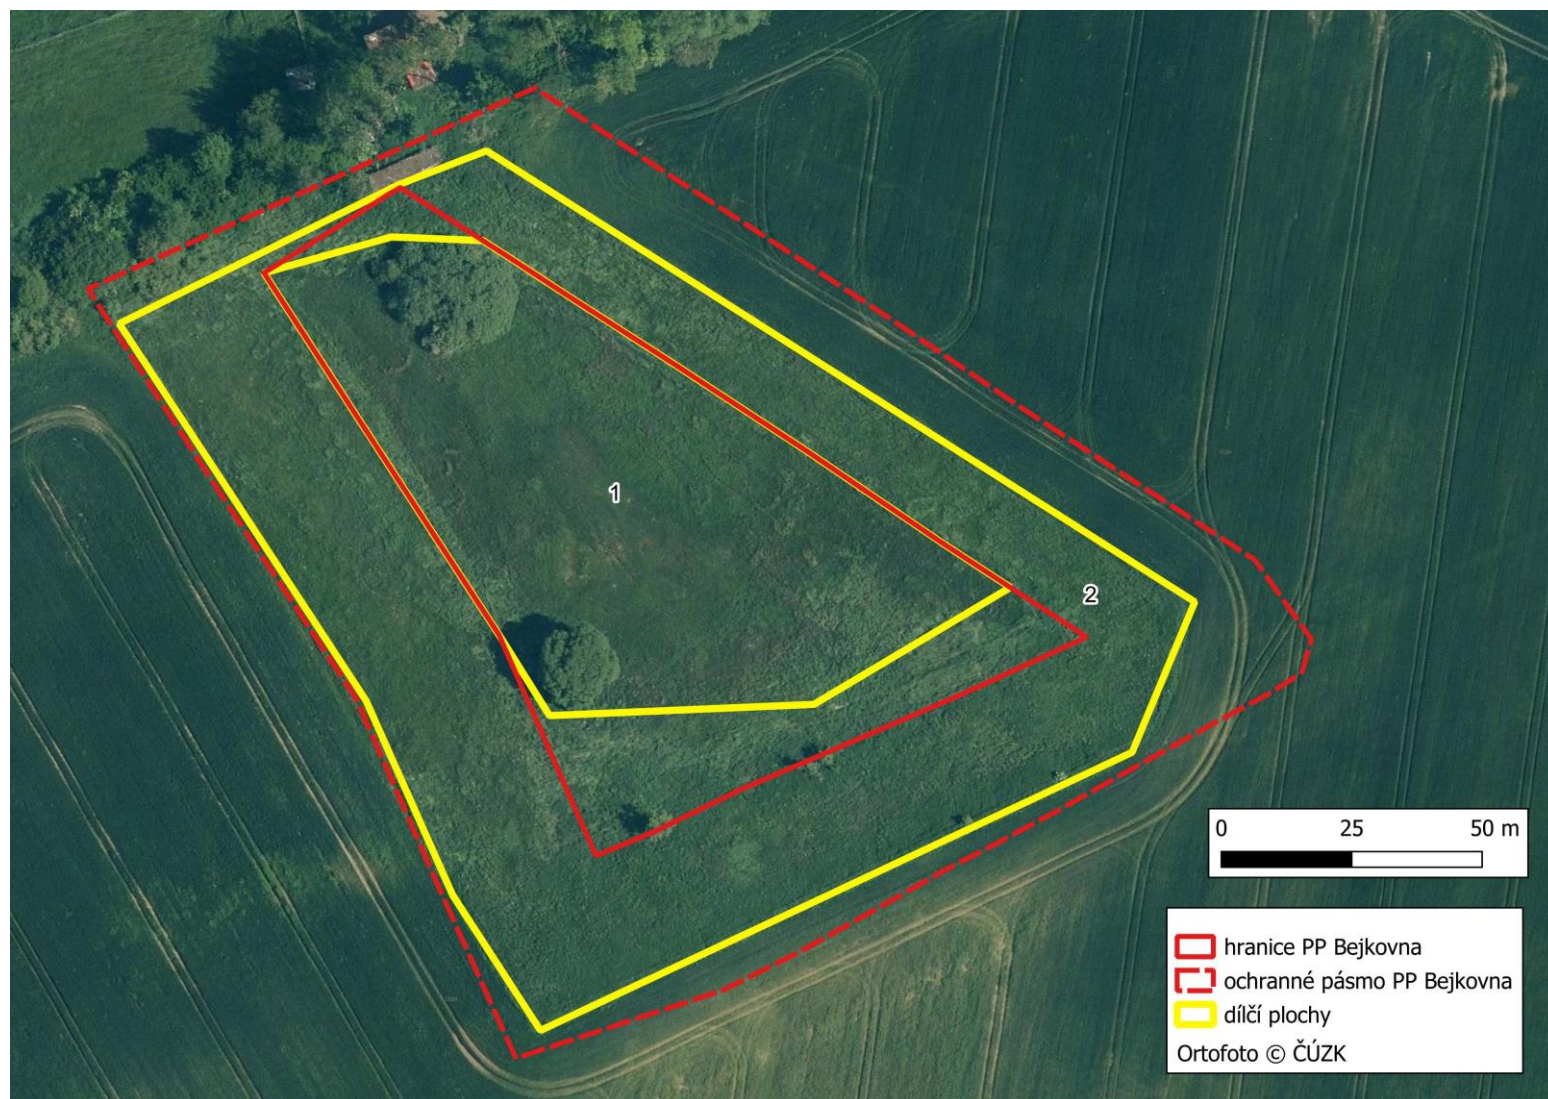 1
2
0 25 50 m
hranice PP Bejkovna
ochranné pásmo PP Bejkovna
dílčí plochy
Ortofoto © ČÚZK